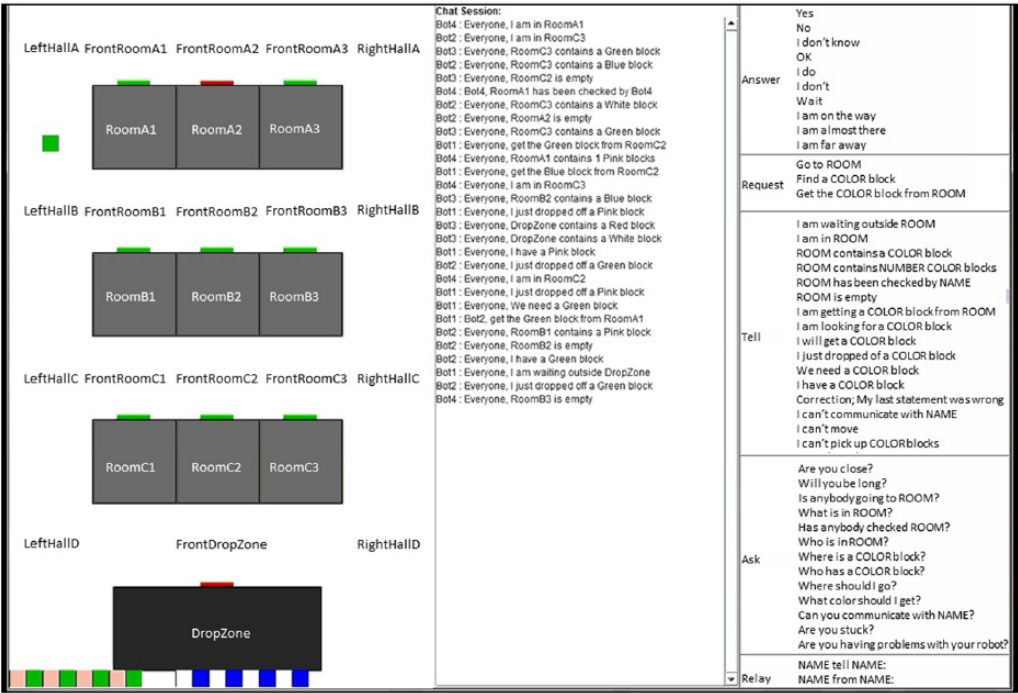 LeftHallA FrontRoomA1 FrontRoomA2 FrontRoomA3 RightHallA
RoomA1 RoomA2 RoomA3
LeftHallB FrontRoomB1 FrontRoomB2 FrontRoomB3 RightHallB
RoomB1 RoomB2 RoomB3
LeftHallC FrontRoomC1 FrontRoomC2 FrontRoomC3 RightHallC
RoomC1 RoomC2 RoomC3
LeftHallD FrontDropZone RightHallD
DropZone
Chat Session:
Bot4 : Everyone, I am in RoomA1
Bot2 : Everyone, I am in RoomC3
Bot3 : Everyone, RoomC3 contains a Green block
Bot2 : Everyone, RoomC3 contains a Blue block
Bot3 : Everyone, RoomC2 is empty
Bot4 : Bot4, RoomA1 has been checked by Bot4
Bot2 : Everyone, RoomC3 contains a White block
Bot2 : Everyone, RoomA2 is empty
Bot3 : Everyone, RoomC3 contains a Green block
Bot1 : Everyone, get the Green block from RoomC2
Bot4 : Everyone, RoomA1 contains 1 Pink blocks
Bot1 : Everyone, get the Blue block from RoomC2
Bot4 : Everyone, I am in RoomC3
Bot3 : Everyone, RoomB2 contains a Blue block
Bot1 : Everyone, I just dropped off a Pink block
Bot3 : Everyone, DropZone contains a Red block
Bot3 : Everyone, DropZone contains a White block
Bot1 : Everyone, I have a Pink block
Bot2 : Everyone, I just dropped off a Green block
Bot4 : Everyone, I am in RoomC2
Bot1 : Everyone, I just dropped off a Pink block
Bot1 : Everyone, We need a Green block
Bot1 : Bot2, get the Green block from RoomA1
Bot2 : Everyone, RoomB1 contains a Pink block
Bot2 : Everyone, RoomB2 is empty
Bot2 : Everyone, I have a Green block
Bot1 : Everyone, I am waiting outside DropZone
Bot2 : Everyone, I just dropped off a Green block
Bot4 : Everyone, RoomB3 is empty
Answer
Yes
No
I don't know
OK
I do
I don't
Wait
I am on the way
I am almost there
I am far away
Request
Go to ROOM
Find a COLOR block
Get the COLOR block from ROOM
Tell
I am waiting outside ROOM
I am in ROOM
ROOM contains a COLOR block
ROOM contains NUMBER COLOR blocks
ROOM has been checked by NAME
ROOM is empty
I am getting a COLOR block from ROOM
I am looking for a COLOR block
I will get a COLOR block
I just dropped of a COLOR block
We need a COLOR block
I have a COLOR block
Correction; My last statement was wrong
I can't communicate with NAME
I can't move
I can't pick up COLOR blocks
Ask
Are you close?
Will you be long?
Is anybody going to ROOM?
What is in ROOM?
Has anybody checked ROOM?
Who is in ROOM?
Where is a COLOR block?
Who has a COLOR block?
Where should I go?
What color should I get?
Can you communicate with NAME?
Are you stuck?
Are you having problems with your robot?
Relay
NAME tell NAME:
NAME from NAME: